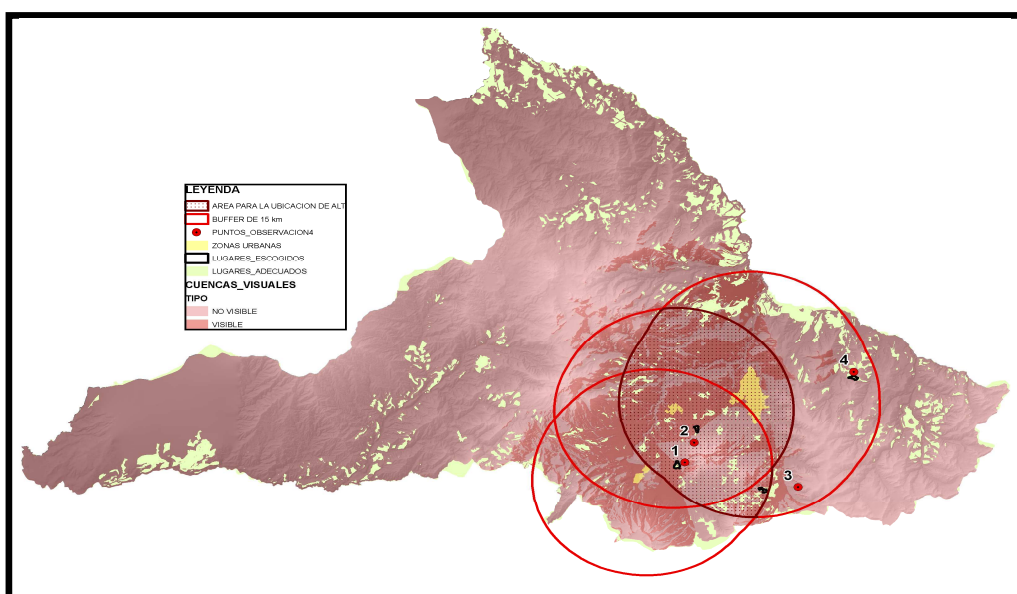 LEYENDA
AREA PARA LA UBICACION DE ALT
BUFFER DE 15 km
PUNTOS_OBSERVACION4
ZONAS URBANAS
LUGARES_ESCOGIDOS
LUGARES_ADECUADOS
CUENCAS_VISUALES
TIPO
NO VISIBLE
VISIBLE
4
2
1
3